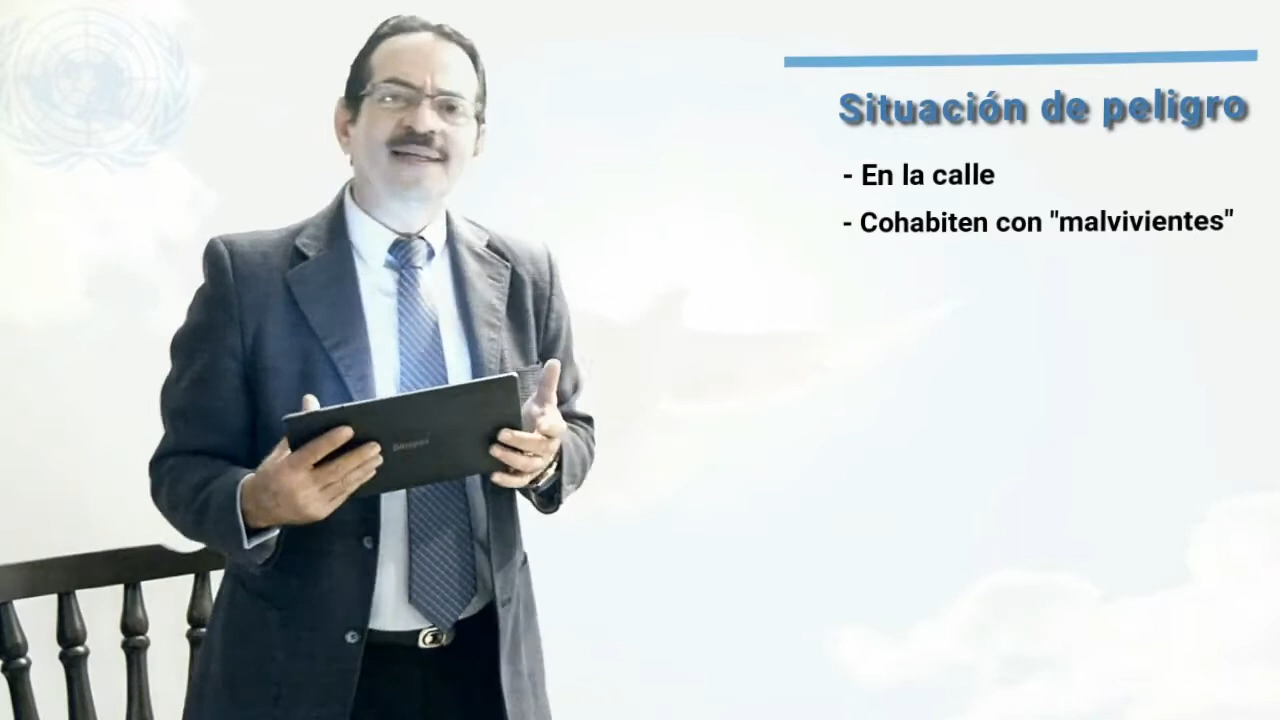 Situación de peligro
- En la calle
- Cohabiten con "malvivientes"